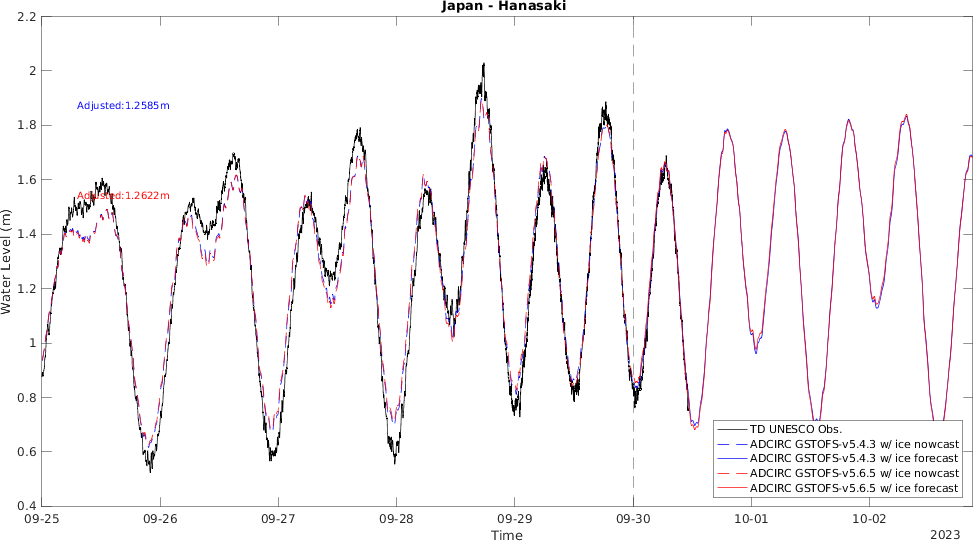 Japan - Hanasaki
2.2
2
1.8
1.6
1.4
1.2
1
0.8
0.6
0.4
Water Level (m)
Adjusted:1.2585m
Adjusted:1.2622m
TD UNESCO Obs.
ADCIRC GSTOFS-v5.4.3 w/ ice nowcast
ADCIRC GSTOFS-v5.4.3 w/ ice forecast
ADCIRC GSTOFS-v5.6.5 w/ ice nowcast
ADCIRC GSTOFS-v5.6.5 w/ ice forecast
09-25 09-26 09-27 09-28 09-29 09-30 10-01 10-02
Time
2023